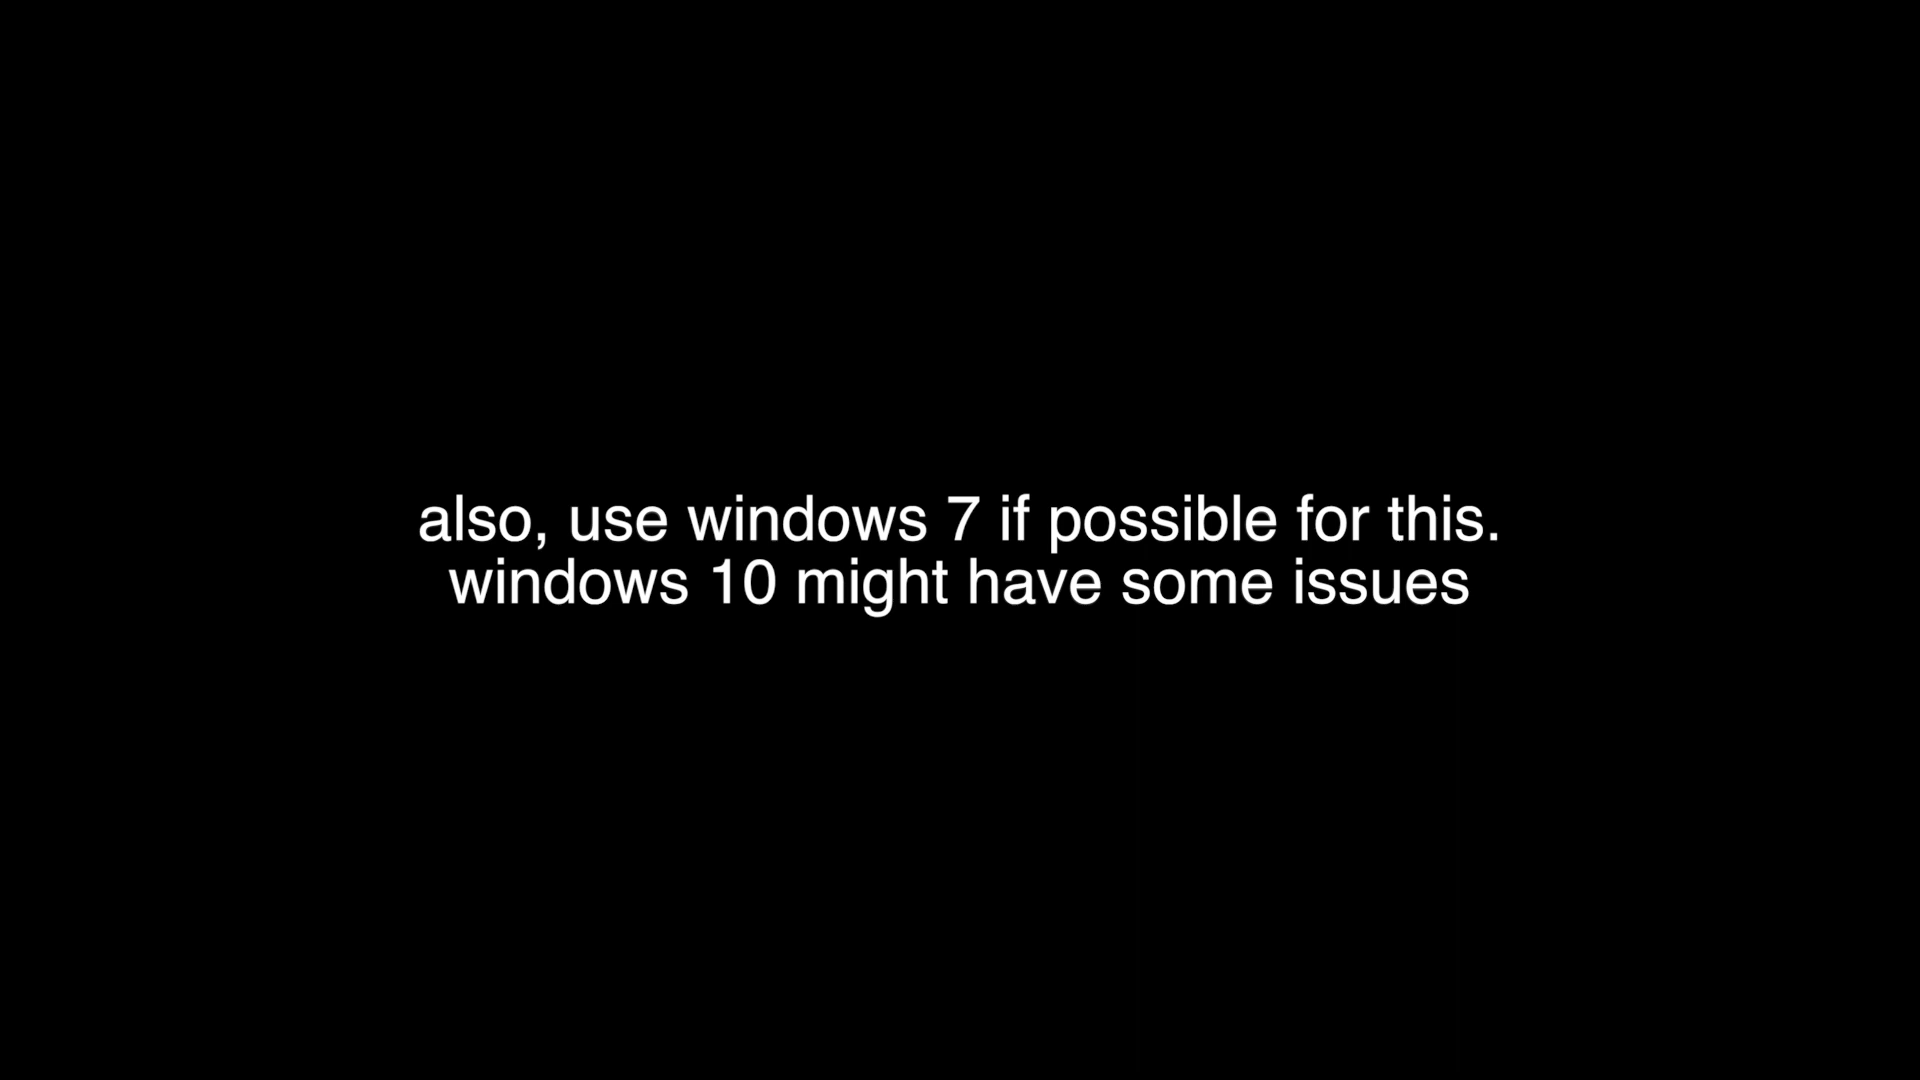 also, use windows 7 if possible for this.
windows 10 might have some issues